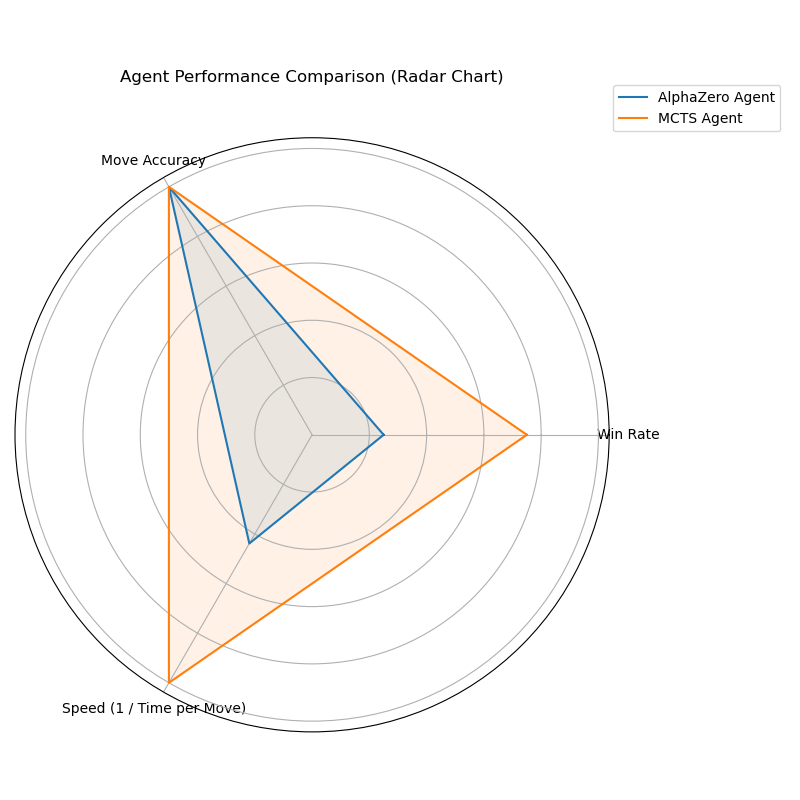 Agent Performance Comparison (Radar Chart)
AlphaZero Agent
MCTS Agent
Move Accuracy
Win Rate
Speed (1 / Time per Move)